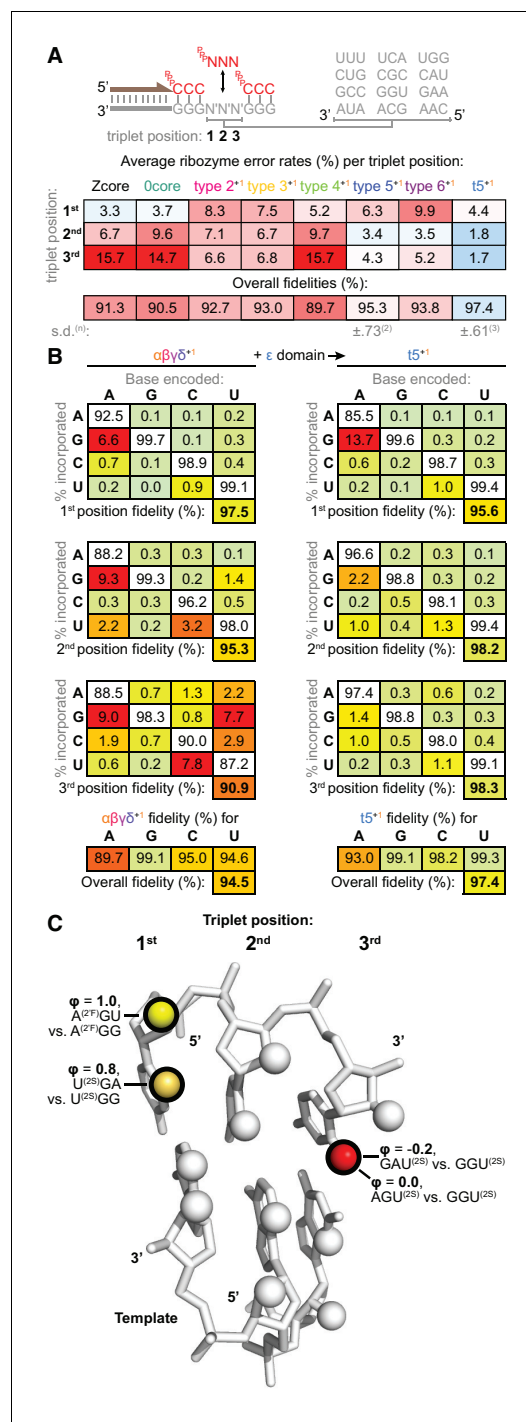 A
PPPNNN
UUU UCA UGG
CUG CGC CAU
GCC GGU GAA
AUA ACG AAC
3' 5'
5' PPPCCC PPPCCC
3' GGGN'N'N'GGG
triplet position: 1 2 3
Average ribozyme error rates (%) per triplet position:
Zcore 0core type 2+1 type 3+1 type 4+1 type 5+1 type 6+1 t5+1
triplet position:
1st 3.3 3.7 8.3 7.5 5.2 6.3 9.9 4.4
2nd 6.7 9.6 7.1 6.7 9.7 3.4 3.5 1.8
3rd 15.7 14.7 6.6 6.8 15.7 4.3 5.2 1.7
Overall fidelities (%):
91.3 90.5 92.7 93.0 89.7 95.3 93.8 97.4
s.d.(n) ±.73(2) ±.61(3)
B
αβγδ+1 + ε domain t5+1
Base encoded: Base encoded:
A G C U A G C U
% incorporated % incorporated
A 92.5 0.1 0.1 0.2 A 85.5 0.1 0.1 0.1
G 6.6 99.7 0.1 0.3 G 13.7 99.6 0.3 0.2
C 0.7 0.1 98.9 0.4 C 0.6 0.2 98.7 0.3
U 0.2 0.0 0.9 99.1 U 0.2 0.1 1.0 99.4
1st position fidelity (%): 97.5 1st position fidelity (%): 95.6
% incorporated % incorporated
A 88.2 0.3 0.3 0.1 A 96.6 0.2 0.3 0.1
G 9.3 99.3 0.2 1.4 G 2.2 98.8 0.3 0.2
C 0.3 0.3 96.2 0.5 C 0.2 0.5 98.1 0.3
U 2.2 0.2 3.2 98.0 U 1.0 0.4 1.3 99.4
2nd position fidelity (%): 95.3 2nd position fidelity (%): 98.2
% incorporated % incorporated
A 88.5 0.7 1.3 2.2 A 97.4 0.3 0.6 0.2
G 9.0 98.3 0.8 7.7 G 1.4 98.8 0.3 0.3
C 1.9 0.7 90.0 2.9 C 1.0 0.5 98.0 0.4
U 0.6 0.2 7.8 87.2 U 0.2 0.3 1.1 99.1
3rd position fidelity (%): 90.9 3rd position fidelity (%): 98.3
αβγδ+1 fidelity (%) for t5+1 fidelity (%) for
A G C U A G C U
89.7 99.1 95.0 94.6 93.0 99.1 98.2 99.3
Overall fidelity (%): 94.5 Overall fidelity (%): 97.4
C
Triplet position:
1st 2nd 3rd
φ = 1.0,
A(2'F)GU
vs. A(2'F)GG
5'
3'
φ = 0.8,
U(2S)GA
vs. U(2S)GG
φ = -0.2,
GAU(2S) vs. GGU(2S)
φ = 0.0,
AGU(2S) vs. GGU(2S)
3'
5'
Template